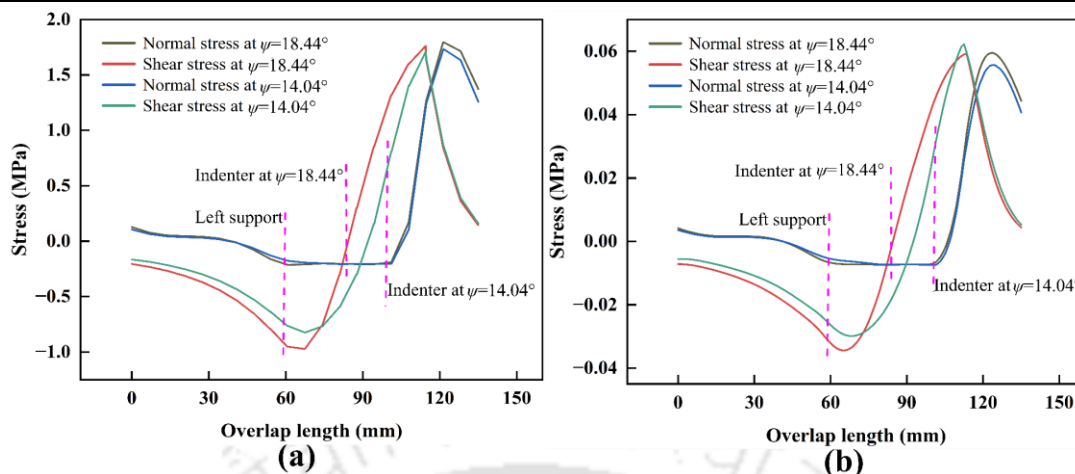 2.0
1.5
1.0
0.5
0.0
−0.5
−1.0
Stress (MPa)
Normal stress at ψ=18.44°
Shear stress at ψ=18.44°
Normal stress at ψ=14.04°
Shear stress at ψ=14.04°
Indenter at ψ=18.44°
Left support
Indenter at ψ=14.04°
0 30 60 90 120 150
Overlap length (mm)
(a)
0.06
0.04
0.02
0.00
−0.02
−0.04
Stress (MPa)
Normal stress at ψ=18.44°
Shear stress at ψ=18.44°
Normal stress at ψ=14.04°
Shear stress at ψ=14.04°
Indenter at ψ=18.44°
Left support
Indenter at ψ=14.04°
0 30 60 90 120 150
Overlap length (mm)
(b)